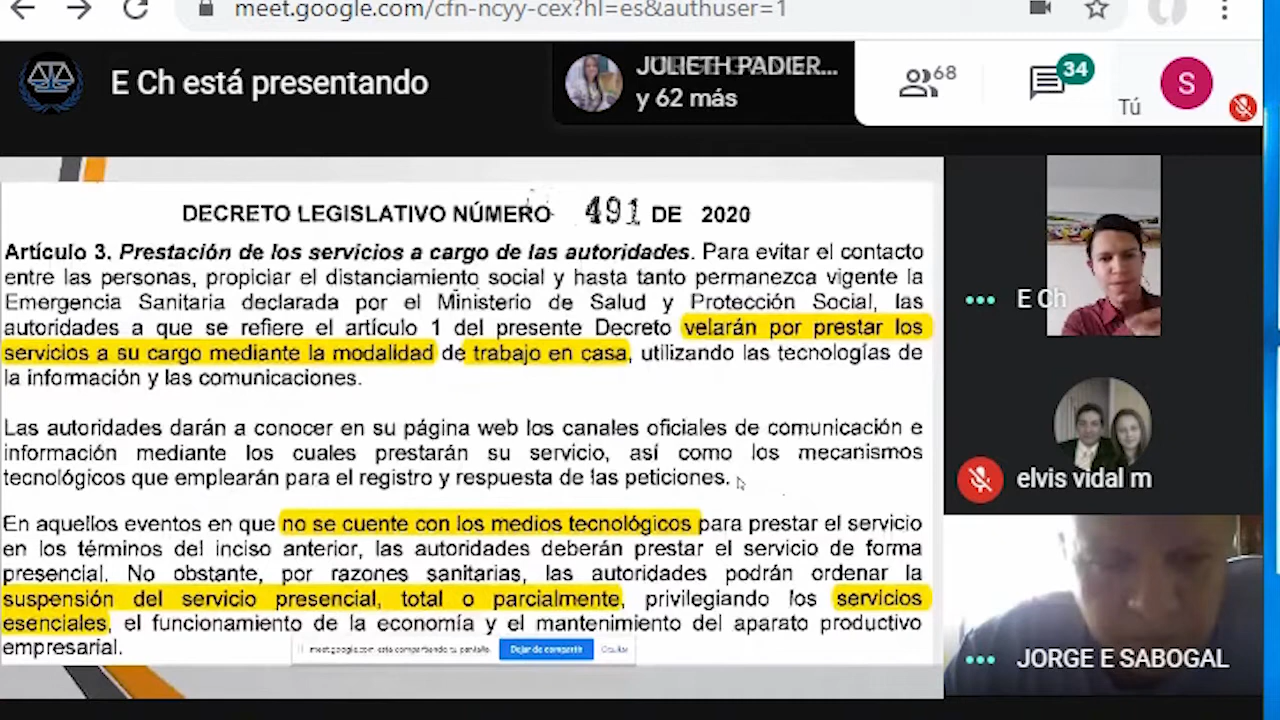 meet.google.com/cfn-ncyy-cex?hl=es&authuser=1
E Ch está presentando
JULIETH PADIER...
y 62 más
68
34
Tú
S
DECRETO LEGISLATIVO NÚMERO 491 DE 2020
Artículo 3. Prestación de los servicios a cargo de las autoridades. Para evitar el contacto
entre las personas, propiciar el distanciamiento social y hasta tanto permanezca vigente la
Emergencia Sanitaria declarada por el Ministerio de Salud y Protección Social, las
autoridades a que se refiere el artículo 1 del presente Decreto velarán por prestar los
servicios a su cargo mediante la modalidad de trabajo en casa, utilizando las tecnologías de
la información y las comunicaciones.
Las autoridades darán a conocer en su página web los canales oficiales de comunicación e
información mediante los cuales prestarán su servicio, así como los mecanismos
tecnológicos que emplearán para el registro y respuesta de las peticiones.
En aquellos eventos en que no se cuente con los medios tecnológicos para prestar el servicio
en los términos del inciso anterior, las autoridades deberán prestar el servicio de forma
presencial. No obstante, por razones sanitarias, las autoridades podrán ordenar la
suspensión del servicio presencial, total o parcialmente, privilegiando los servicios
esenciales, el funcionamiento de la economía y el mantenimiento del aparato productivo
empresarial.
meet.google.com está compartiendo tu pantalla.
Dejar de compartir
Ocultar
E Ch
elvis vidal m
JORGE E SABOGAL